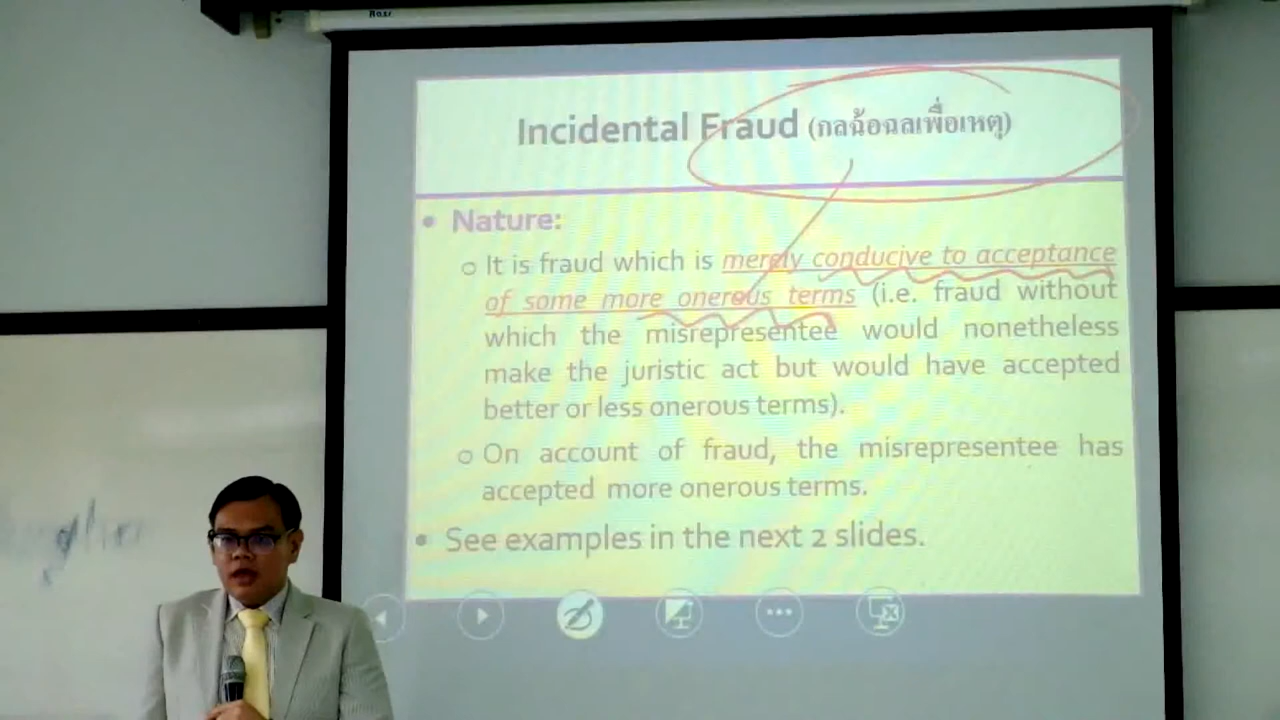 Incidental Fraud (กลฉ้อฉลเพื่อเหตุ)
• Nature:
o It is fraud which is merely conducive to acceptance
of some more onerous terms (i.e. fraud without
which the misrepresentee would nonetheless
make the juristic act but would have accepted
better or less onerous terms).
o On account of fraud, the misrepresentee has
accepted more onerous terms.
• See examples in the next 2 slides.